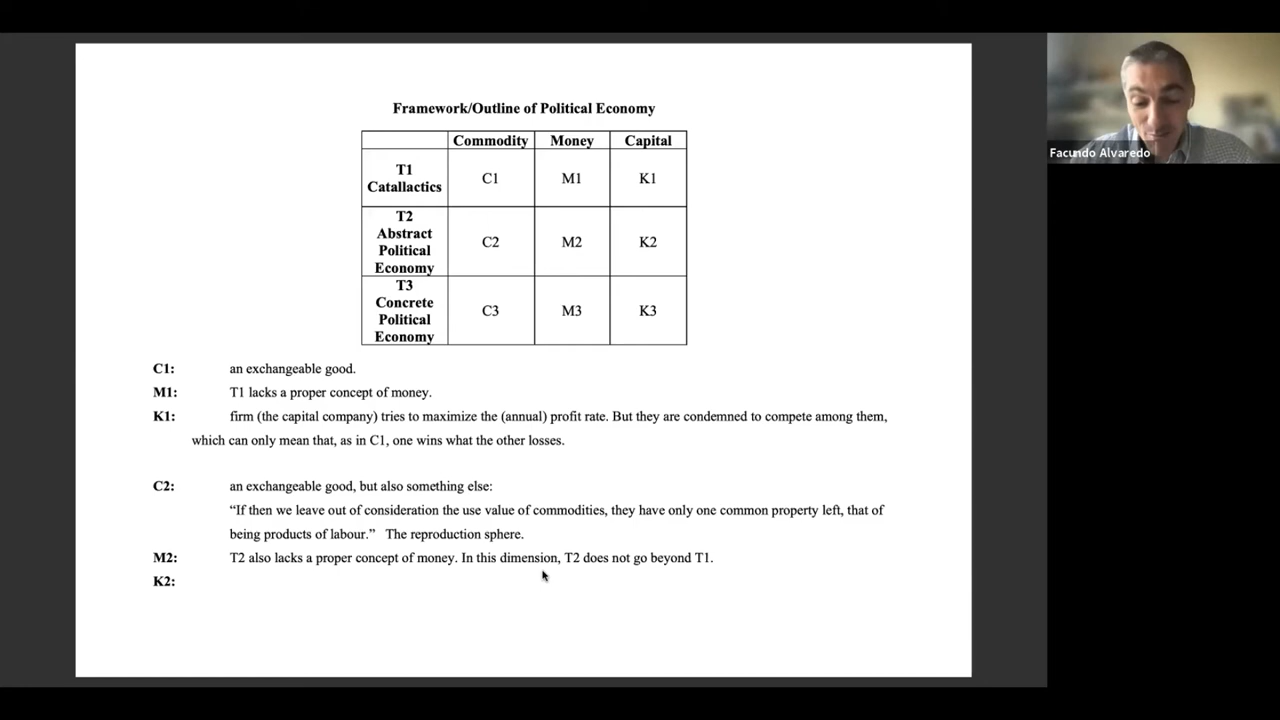 Framework/Outline of Political Economy
Commodity Money Capital
T1
Catallactics
C1 M1 K1
T2
Abstract
Political
Economy
C2 M2 K2
T3
Concrete
Political
Economy
C3 M3 K3
C1: an exchangeable good.
M1: T1 lacks a proper concept of money.
K1: firm (the capital company) tries to maximize the (annual) profit rate. But they are condemned to compete among them,
which can only mean that, as in C1, one wins what the other losses.
C2: an exchangeable good, but also something else:
“If then we leave out of consideration the use value of commodities, they have only one common property left, that of
being products of labour.” The reproduction sphere.
M2: T2 also lacks a proper concept of money. In this dimension, T2 does not go beyond T1.
K2:
Facundo Alvaredo